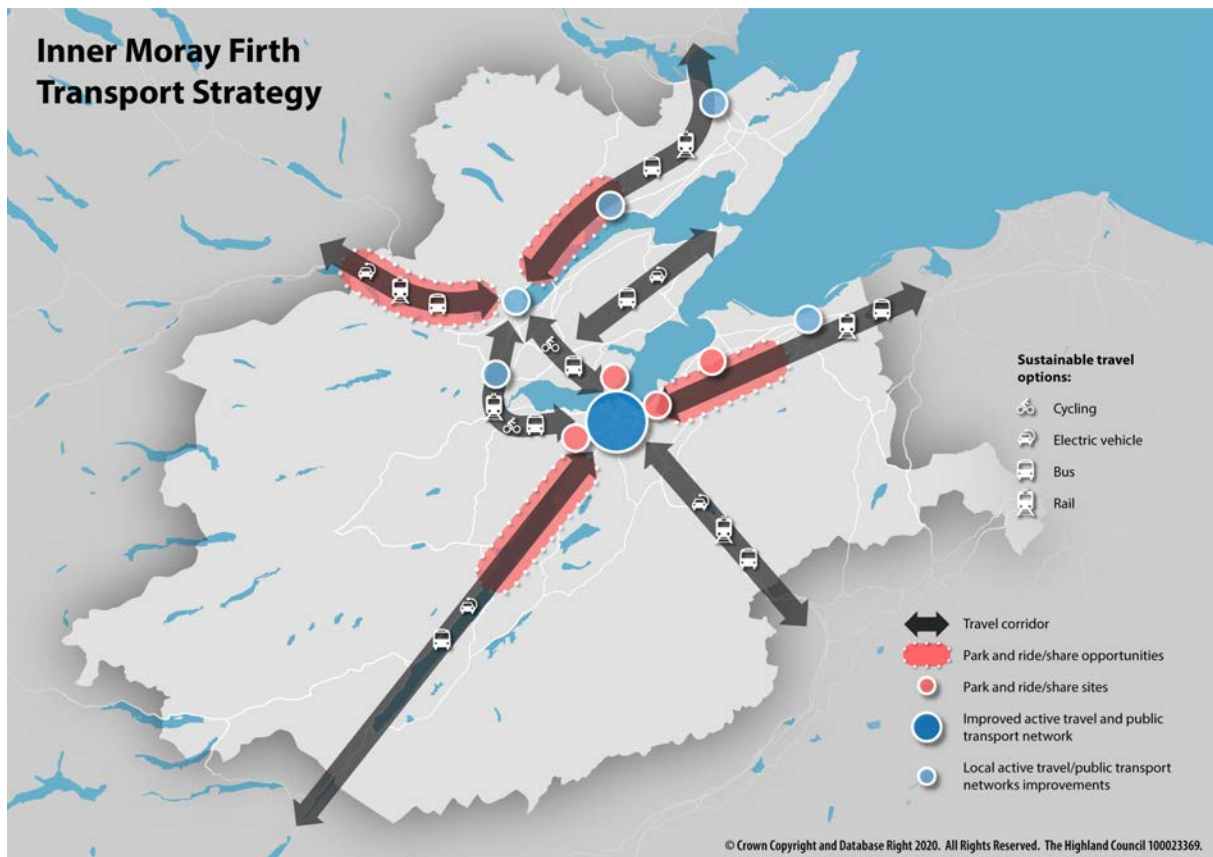 Inner Moray Firth
Transport Strategy
Sustainable travel
options:
Cycling
Electric vehicle
Bus
Rail
Travel corridor
Park and ride/share opportunities
Park and ride/share sites
Improved active travel and public
transport network
Local active travel/public transport
networks improvements
© Crown Copyright and Database Right 2020. All Rights Reserved. The Highland Council 100023369.